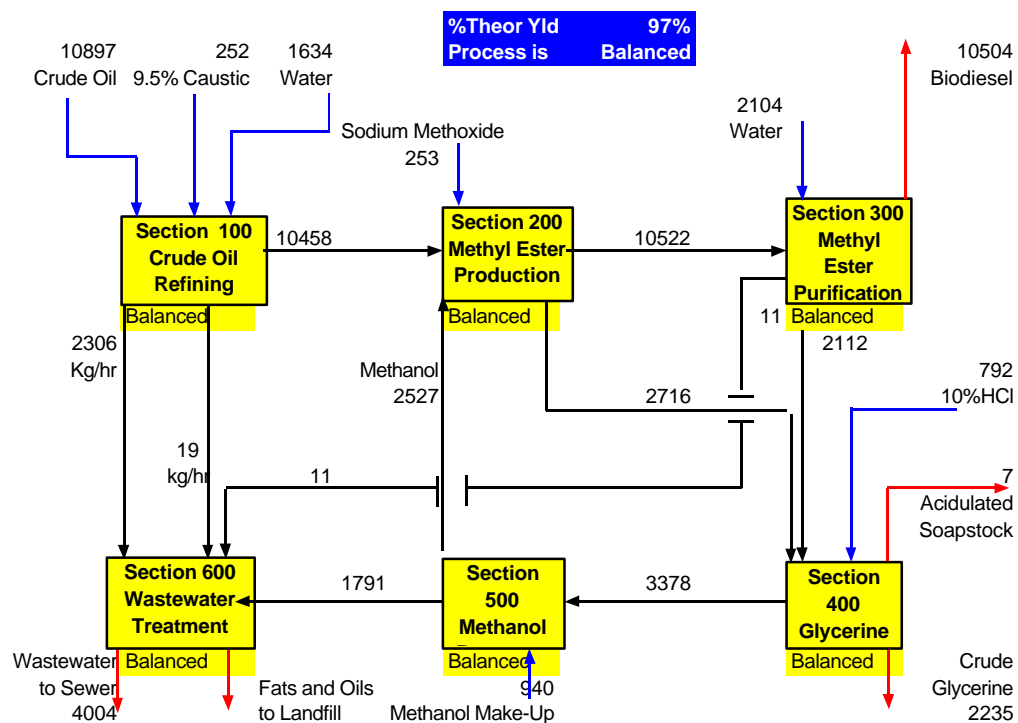 %Theor Yld 97%
Process is Balanced
10897
Crude Oil
252
9.5% Caustic
1634
Water
10504
Biodiesel
2104
Water
Sodium Methoxide
253
Section 100
Crude Oil
Refining
Balanced
10458
Section 200
Methyl Ester
Production
Balanced
10522
Section 300
Methyl
Ester
Purification
Balanced
11
2112
2306
Kg/hr
Methanol
2527
2716
792
10%HCl
19
kg/hr
11
7
Acidulated
Soapstock
Section 600
Wastewater
Treatment
Balanced
1791
Section
500
Methanol
Balanced
3378
Section
400
Glycerine
Balanced
Wastewater
to Sewer
4004
Fats and Oils
to Landfill
940
Methanol Make-Up
Crude
Glycerine
2235